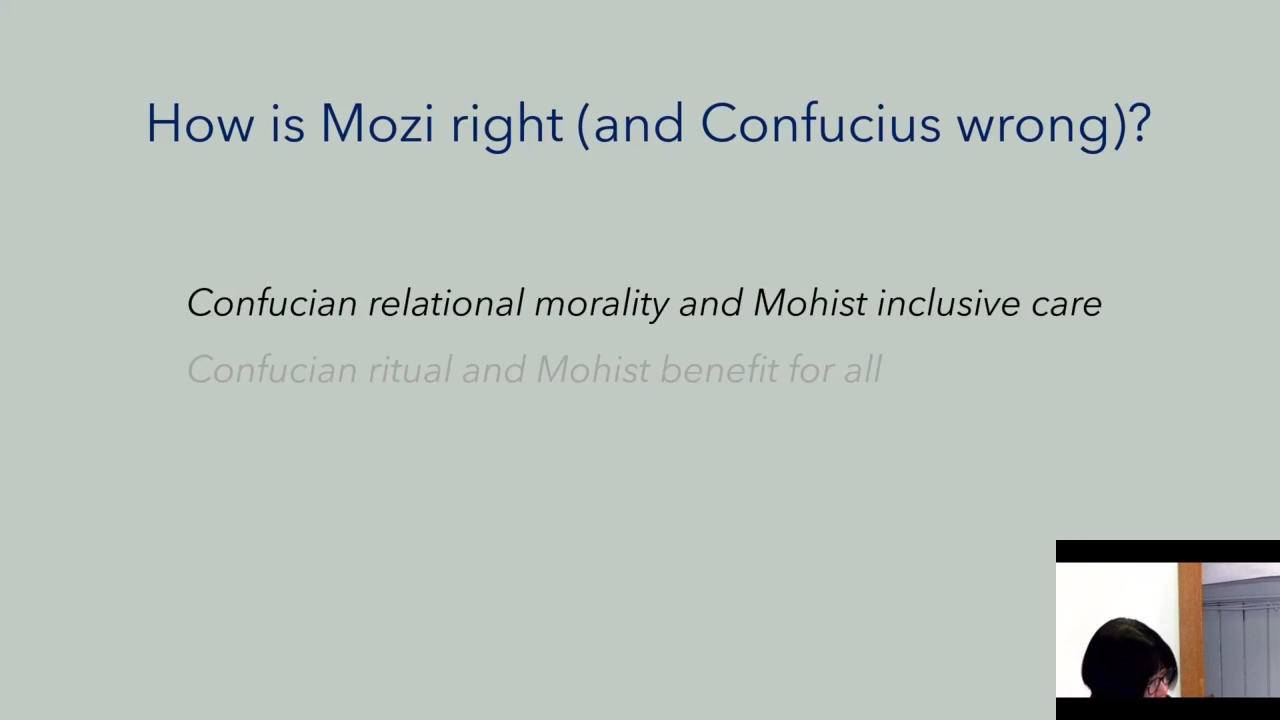 How is Mozi right (and Confucius wrong)?
Confucian relational morality and Mohist inclusive care
Confucian ritual and Mohist benefit for all